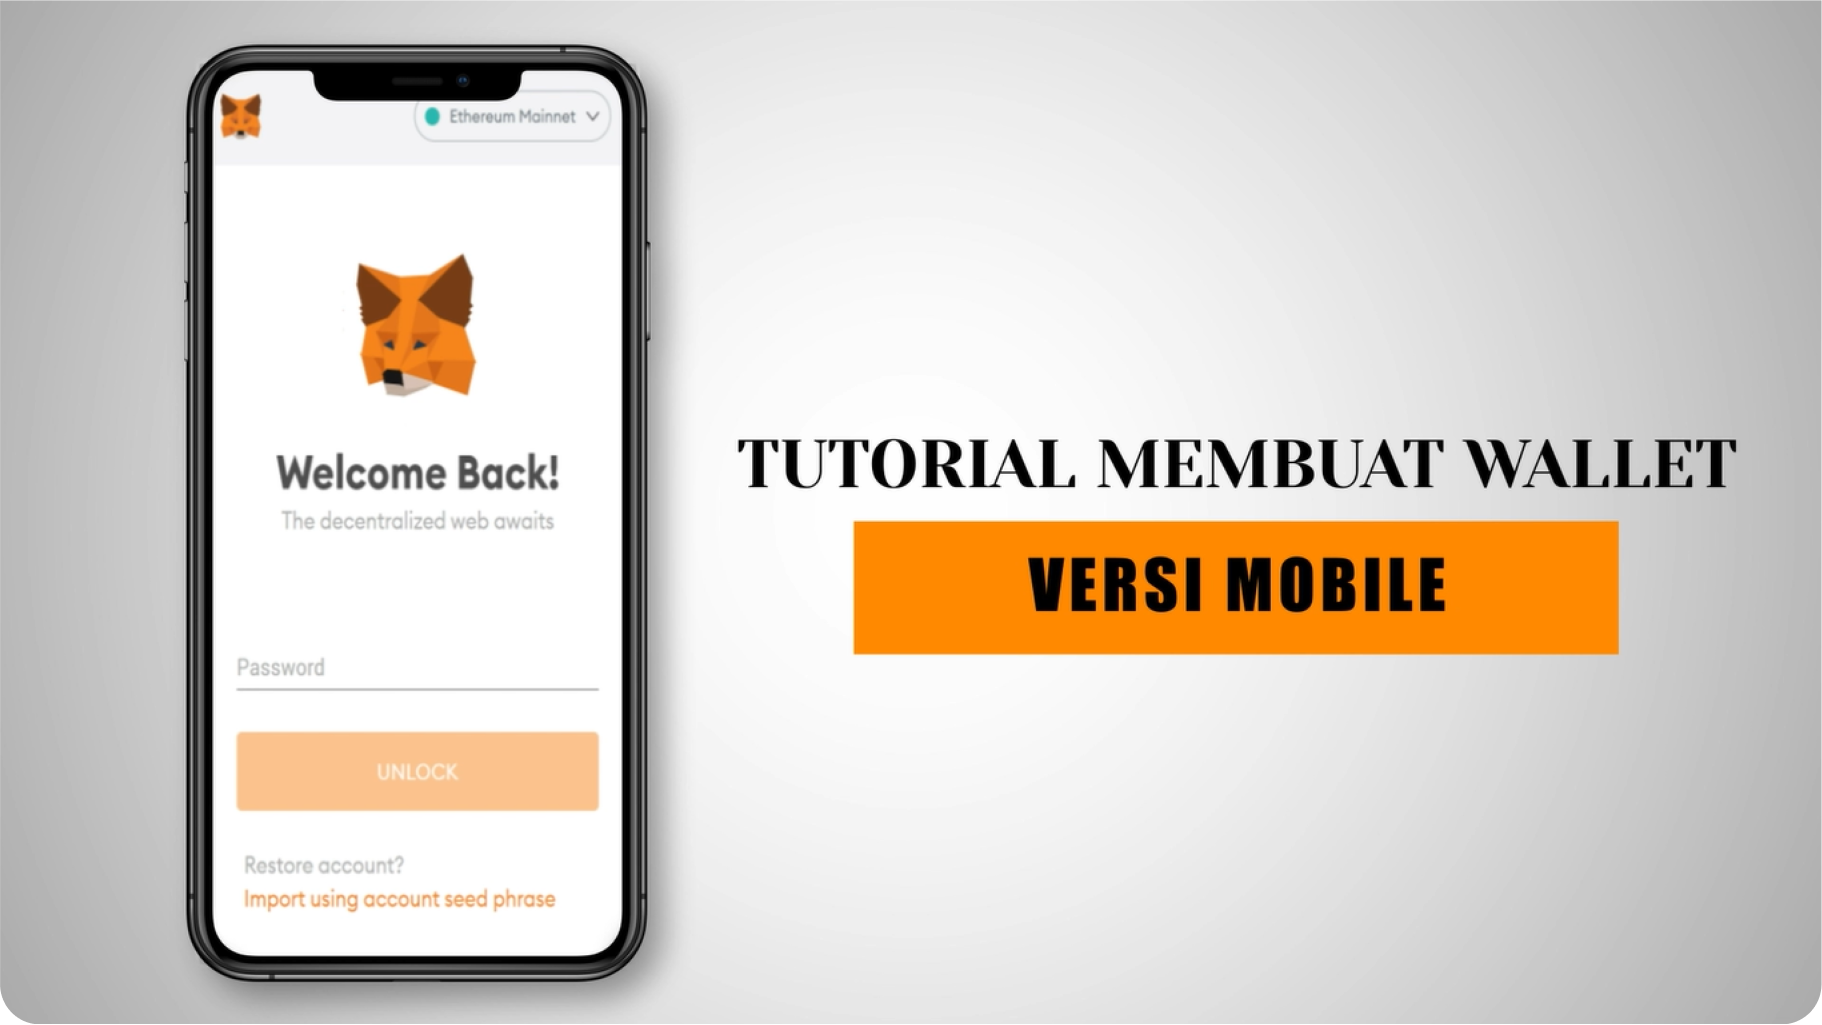 Ethereum Mainnet
Welcome Back!
The decentralized web awaits
Password
UNLOCK
Restore account?
Import using account seed phrase
TUTORIAL MEMBUAT WALLET
VERSI MOBILE